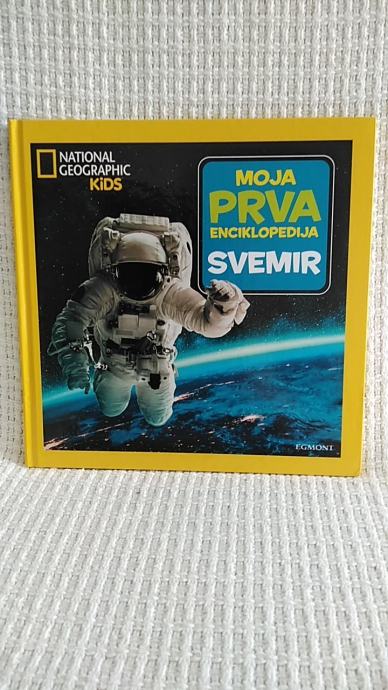 NATIONAL
GEOGRAPHIC
KiDS
MOJA
PRVA
ENCIKLOPEDIJA
SVEMIR
EGMONT